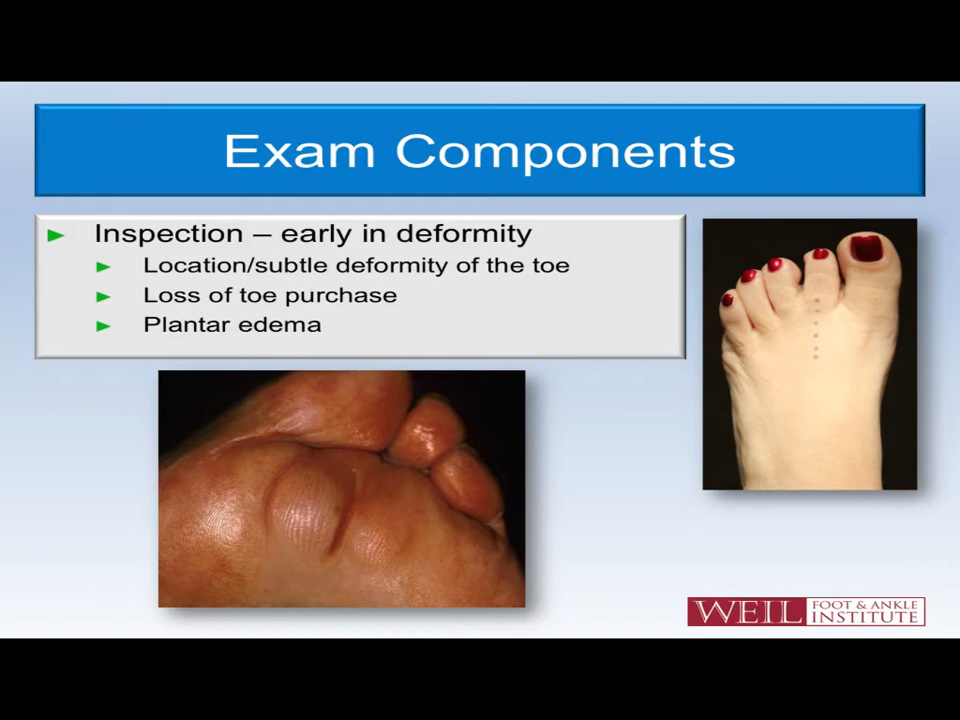 Exam Components
Inspection – early in deformity
Location/subtle deformity of the toe
Loss of toe purchase
Plantar edema
WEIL FOOT & ANKLE
INSTITUTE